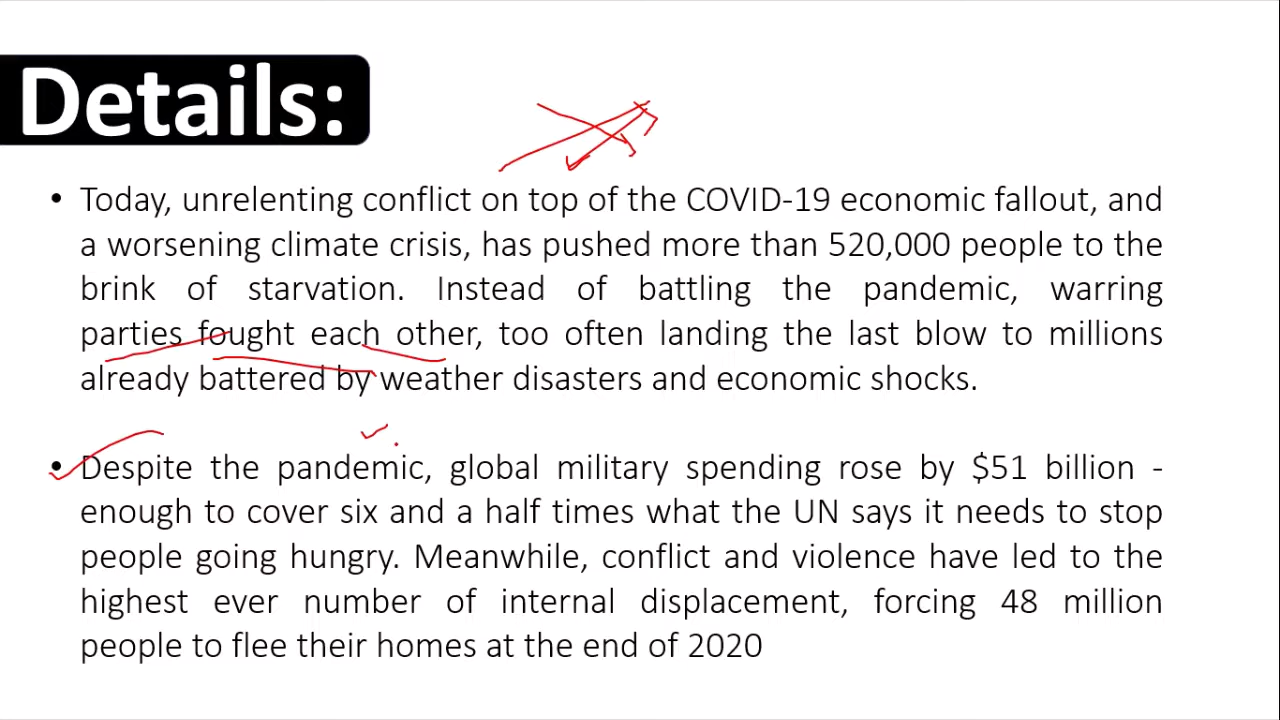 Details:
• Today, unrelenting conflict on top of the COVID-19 economic fallout, and
a worsening climate crisis, has pushed more than 520,000 people to the
brink of starvation. Instead of battling the pandemic, warring
parties fought each other, too often landing the last blow to millions
already battered by weather disasters and economic shocks.
• Despite the pandemic, global military spending rose by $51 billion -
enough to cover six and a half times what the UN says it needs to stop
people going hungry. Meanwhile, conflict and violence have led to the
highest ever number of internal displacement, forcing 48 million
people to flee their homes at the end of 2020